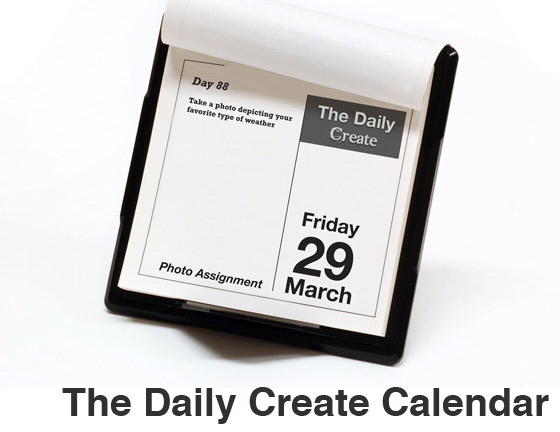 Day 88
Take a photo depicting your
favorite type of weather
Photo Assignment
The Daily
Create
Friday
29
March
The Daily Create Calendar